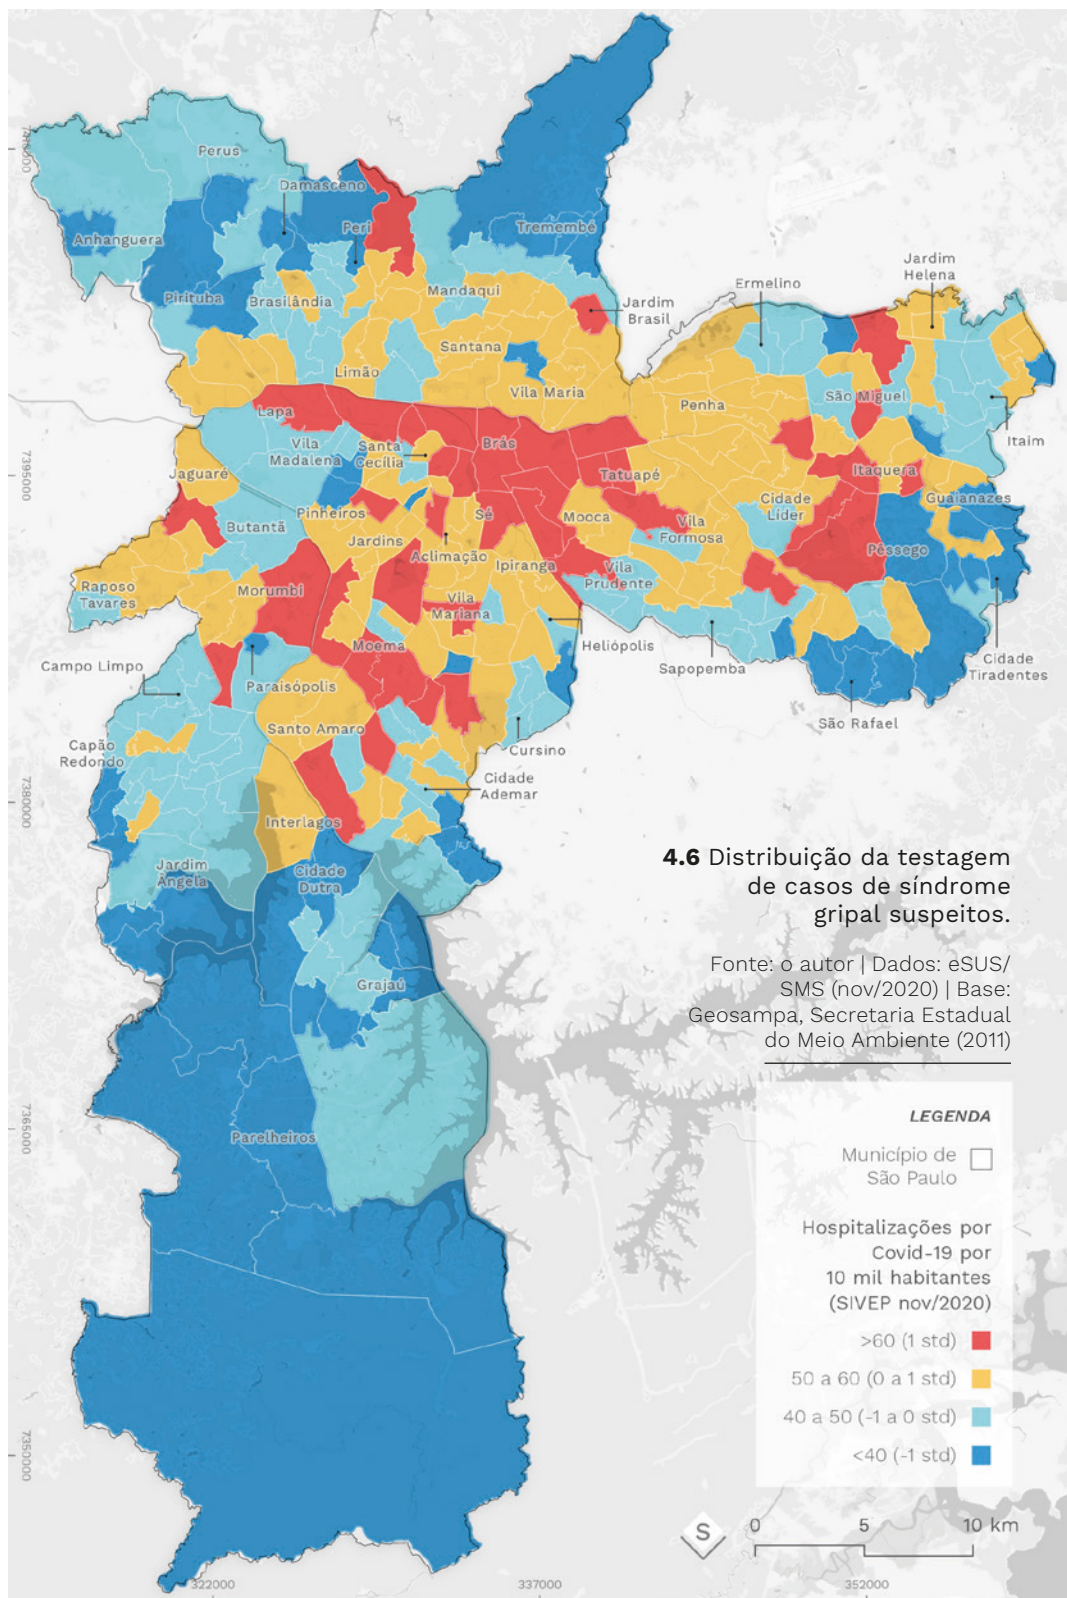 Perus
Damasceno
Peri
Anhanguera
Tremembé
Pirituba
Brasilândia
Mandaqui
Ermelino
Jardim
Helena
Jardim
Brasil
Santana
Limão
Vila Maria
Penha
São Miguel
Lapa
Vila
Madalena
Santa
Cecília
Brás
Itaim
Jaguaré
Tatuapé
Itaquera
Pinheiros
Sé
Mooca
Cidade
Líder
Guaianazes
Butantã
Jardins
Aclimação
Vila
Formosa
Ipiranga
Pêssego
Raposo
Tavares
Morumbi
Vila
Prudente
Vila
Mariana
Moema
Heliópolis
Campo Limpo
Paraisópolis
Sapopemba
Cidade
Tiradentes
São Rafael
Santo Amaro
Capão
Redondo
Cursino
Cidade
Ademar
Interlagos
Jardim
Ângela
Cidade
Dutra
Grajaú
Parelheiros
7395000
7380000
7365000
7350000
322000
337000
352000
4.6 Distribuição da testagem
de casos de síndrome
gripal suspeitos.
Fonte: o autor | Dados: eSUS/
SMS (nov/2020) | Base:
Geosampa, Secretaria Estadual
do Meio Ambiente (2011)
LEGENDA
Município de
São Paulo
Hospitalizações por
Covid-19 por
10 mil habitantes
(SIVEP nov/2020)
>60 (1 std)
50 a 60 (0 a 1 std)
40 a 50 (-1 a 0 std)
<40 (-1 std)
S
0 5 10 km